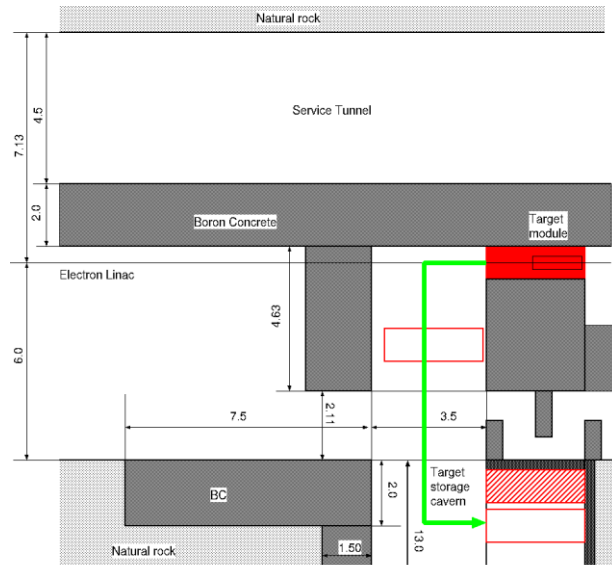 Natural rock
Service Tunnel
7.13
4.5
2.0
Boron Concrete
Target
module
Electron Linac
4.63
6.0
2.11
7.5
3.5
BC
2.0
Target
storage
cavern
1.50
13.0
Natural rock